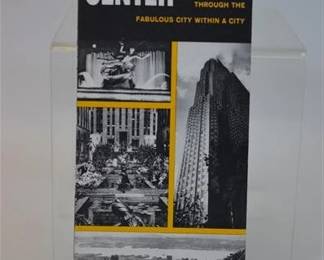 CENTER
THROUGH THE
FABULOUS CITY WITHIN A CITY